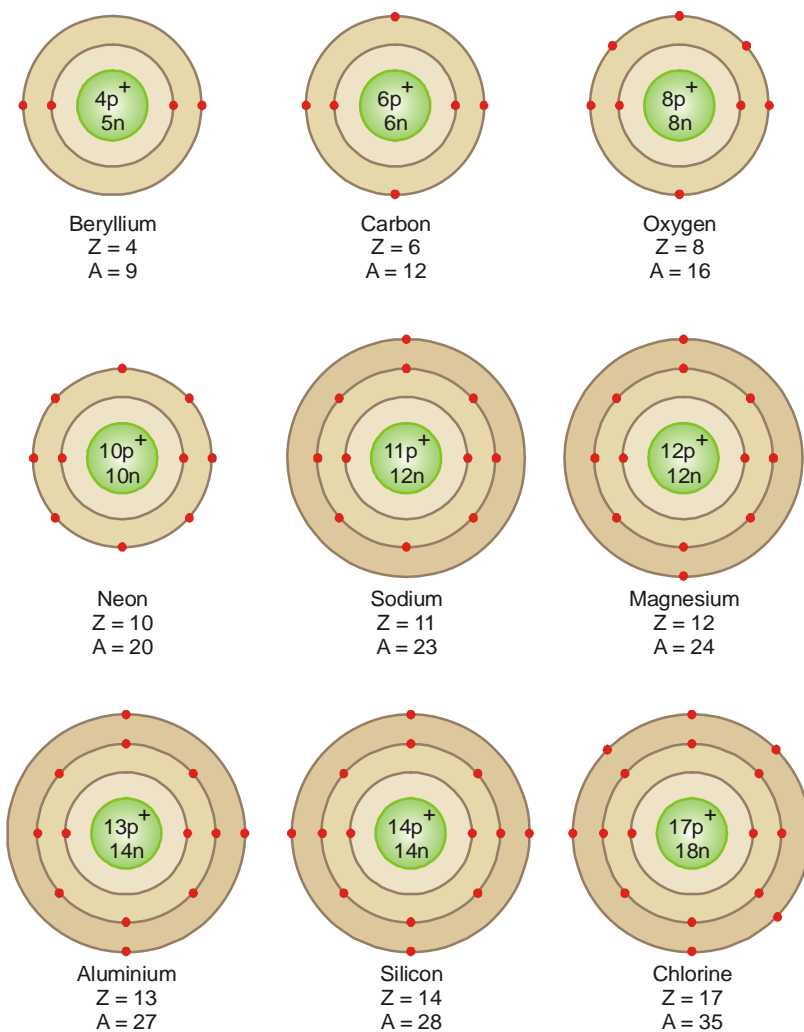 4p+
5n
Beryllium
Z = 4
A = 9
6p+
6n
Carbon
Z = 6
A = 12
8p+
8n
Oxygen
Z = 8
A = 16
10p+
10n
Neon
Z = 10
A = 20
11p+
12n
Sodium
Z = 11
A = 23
12p+
12n
Magnesium
Z = 12
A = 24
13p+
14n
Aluminium
Z = 13
A = 27
14p+
14n
Silicon
Z = 14
A = 28
17p+
18n
Chlorine
Z = 17
A = 35